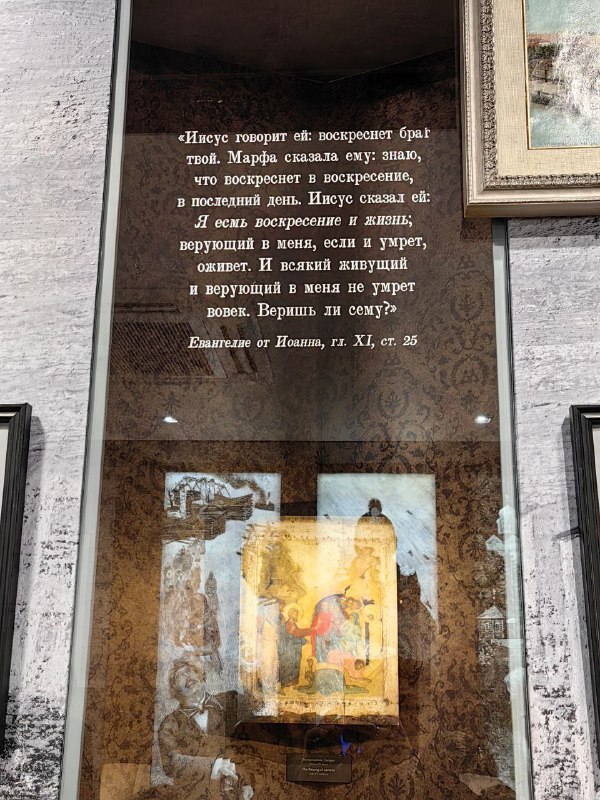 «Иисус говорит ей: воскреснет брат
твой. Марфа сказала ему: знаю,
что воскреснет в воскресение,
в последний день. Иисус сказал ей:
Я есмь воскресение и жизнь;
верующий в меня, если и умрет,
оживет. И всякий живущий
и верующий в меня не умрет
вовек. Веришь ли сему?»
Евангелие от Иоанна, гл. XI, ст. 25